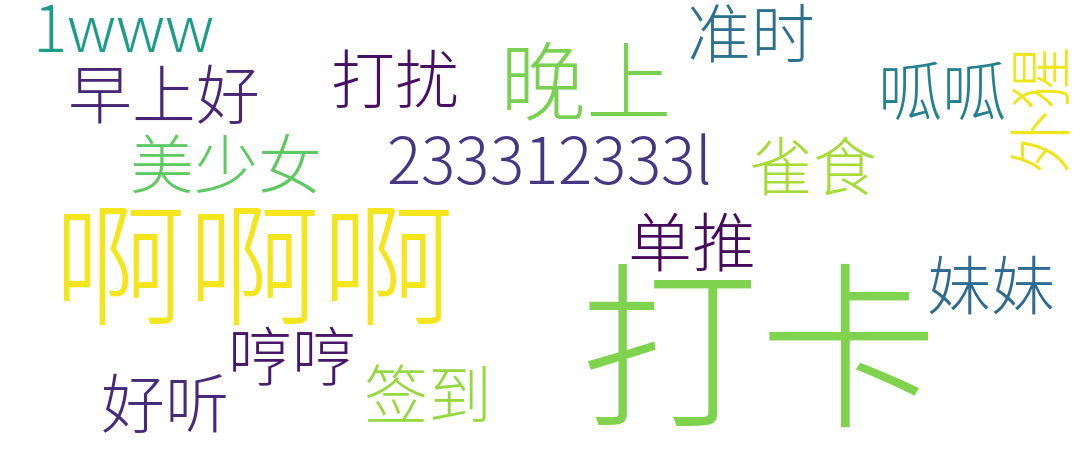 1www
准时
打扰
晚上
早上好
呱呱
外猩
美少女
233312333l
雀食
啊啊啊
单推
打卡
妹妹
哼哼
签到
好听